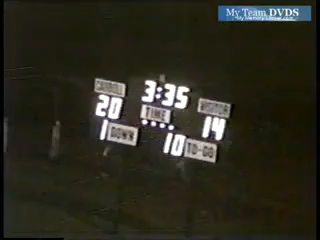 My Team DVDS
CARROLL 3:35 VISITOR
20 TIME 14
1 DOWN 10 TO-GO